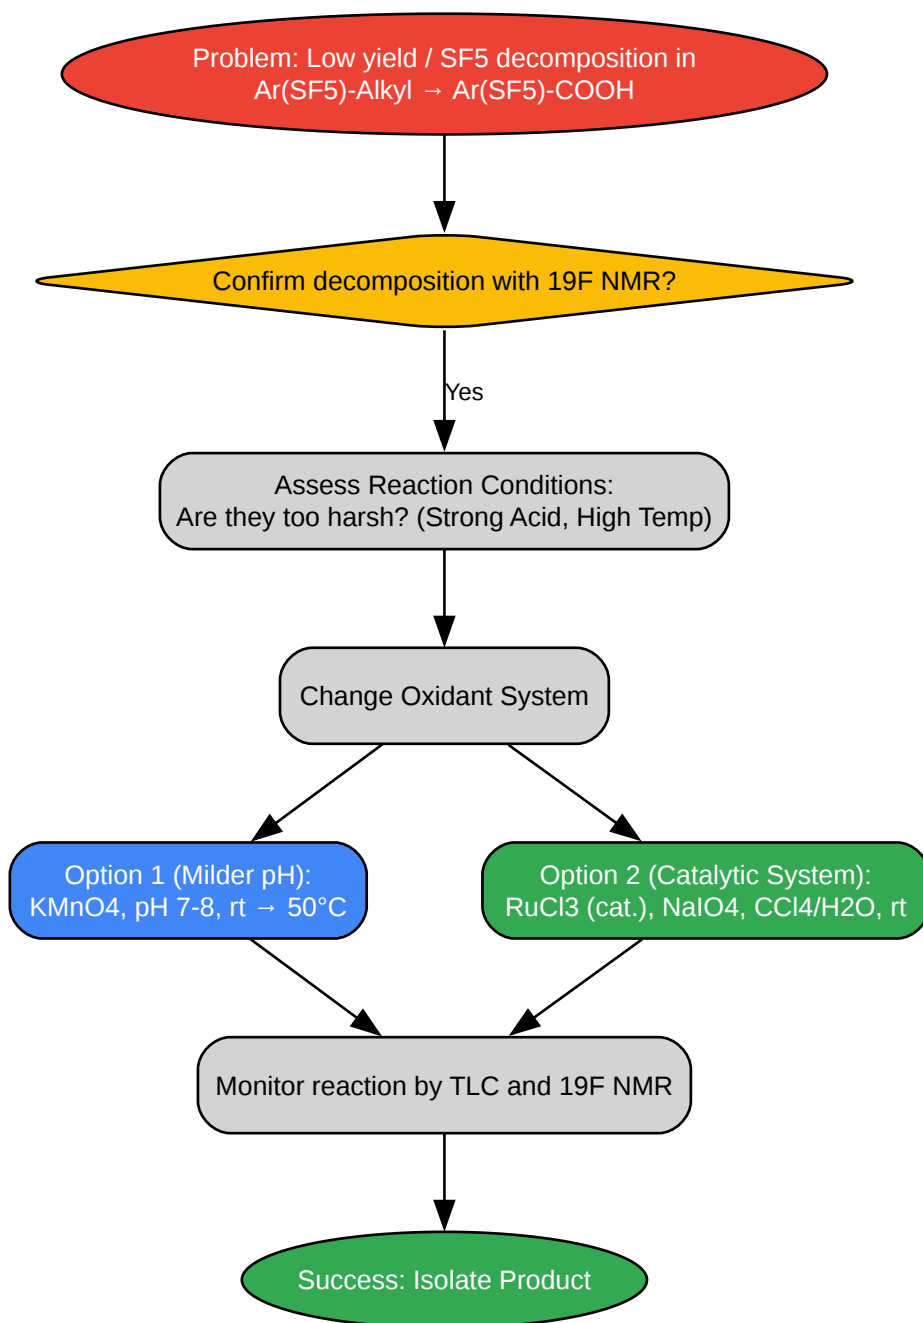 Problem: Low yield / SF5 decomposition in
Ar(SF5)-Alkyl → Ar(SF5)-COOH
Confirm decomposition with 19F NMR?
Yes
Assess Reaction Conditions:
Are they too harsh? (Strong Acid, High Temp)
Change Oxidant System
Option 1 (Milder pH):
KMnO4, pH 7-8, rt → 50°C
Option 2 (Catalytic System):
RuCl3 (cat.), NaIO4, CCl4/H2O, rt
Monitor reaction by TLC and 19F NMR
Success: Isolate Product